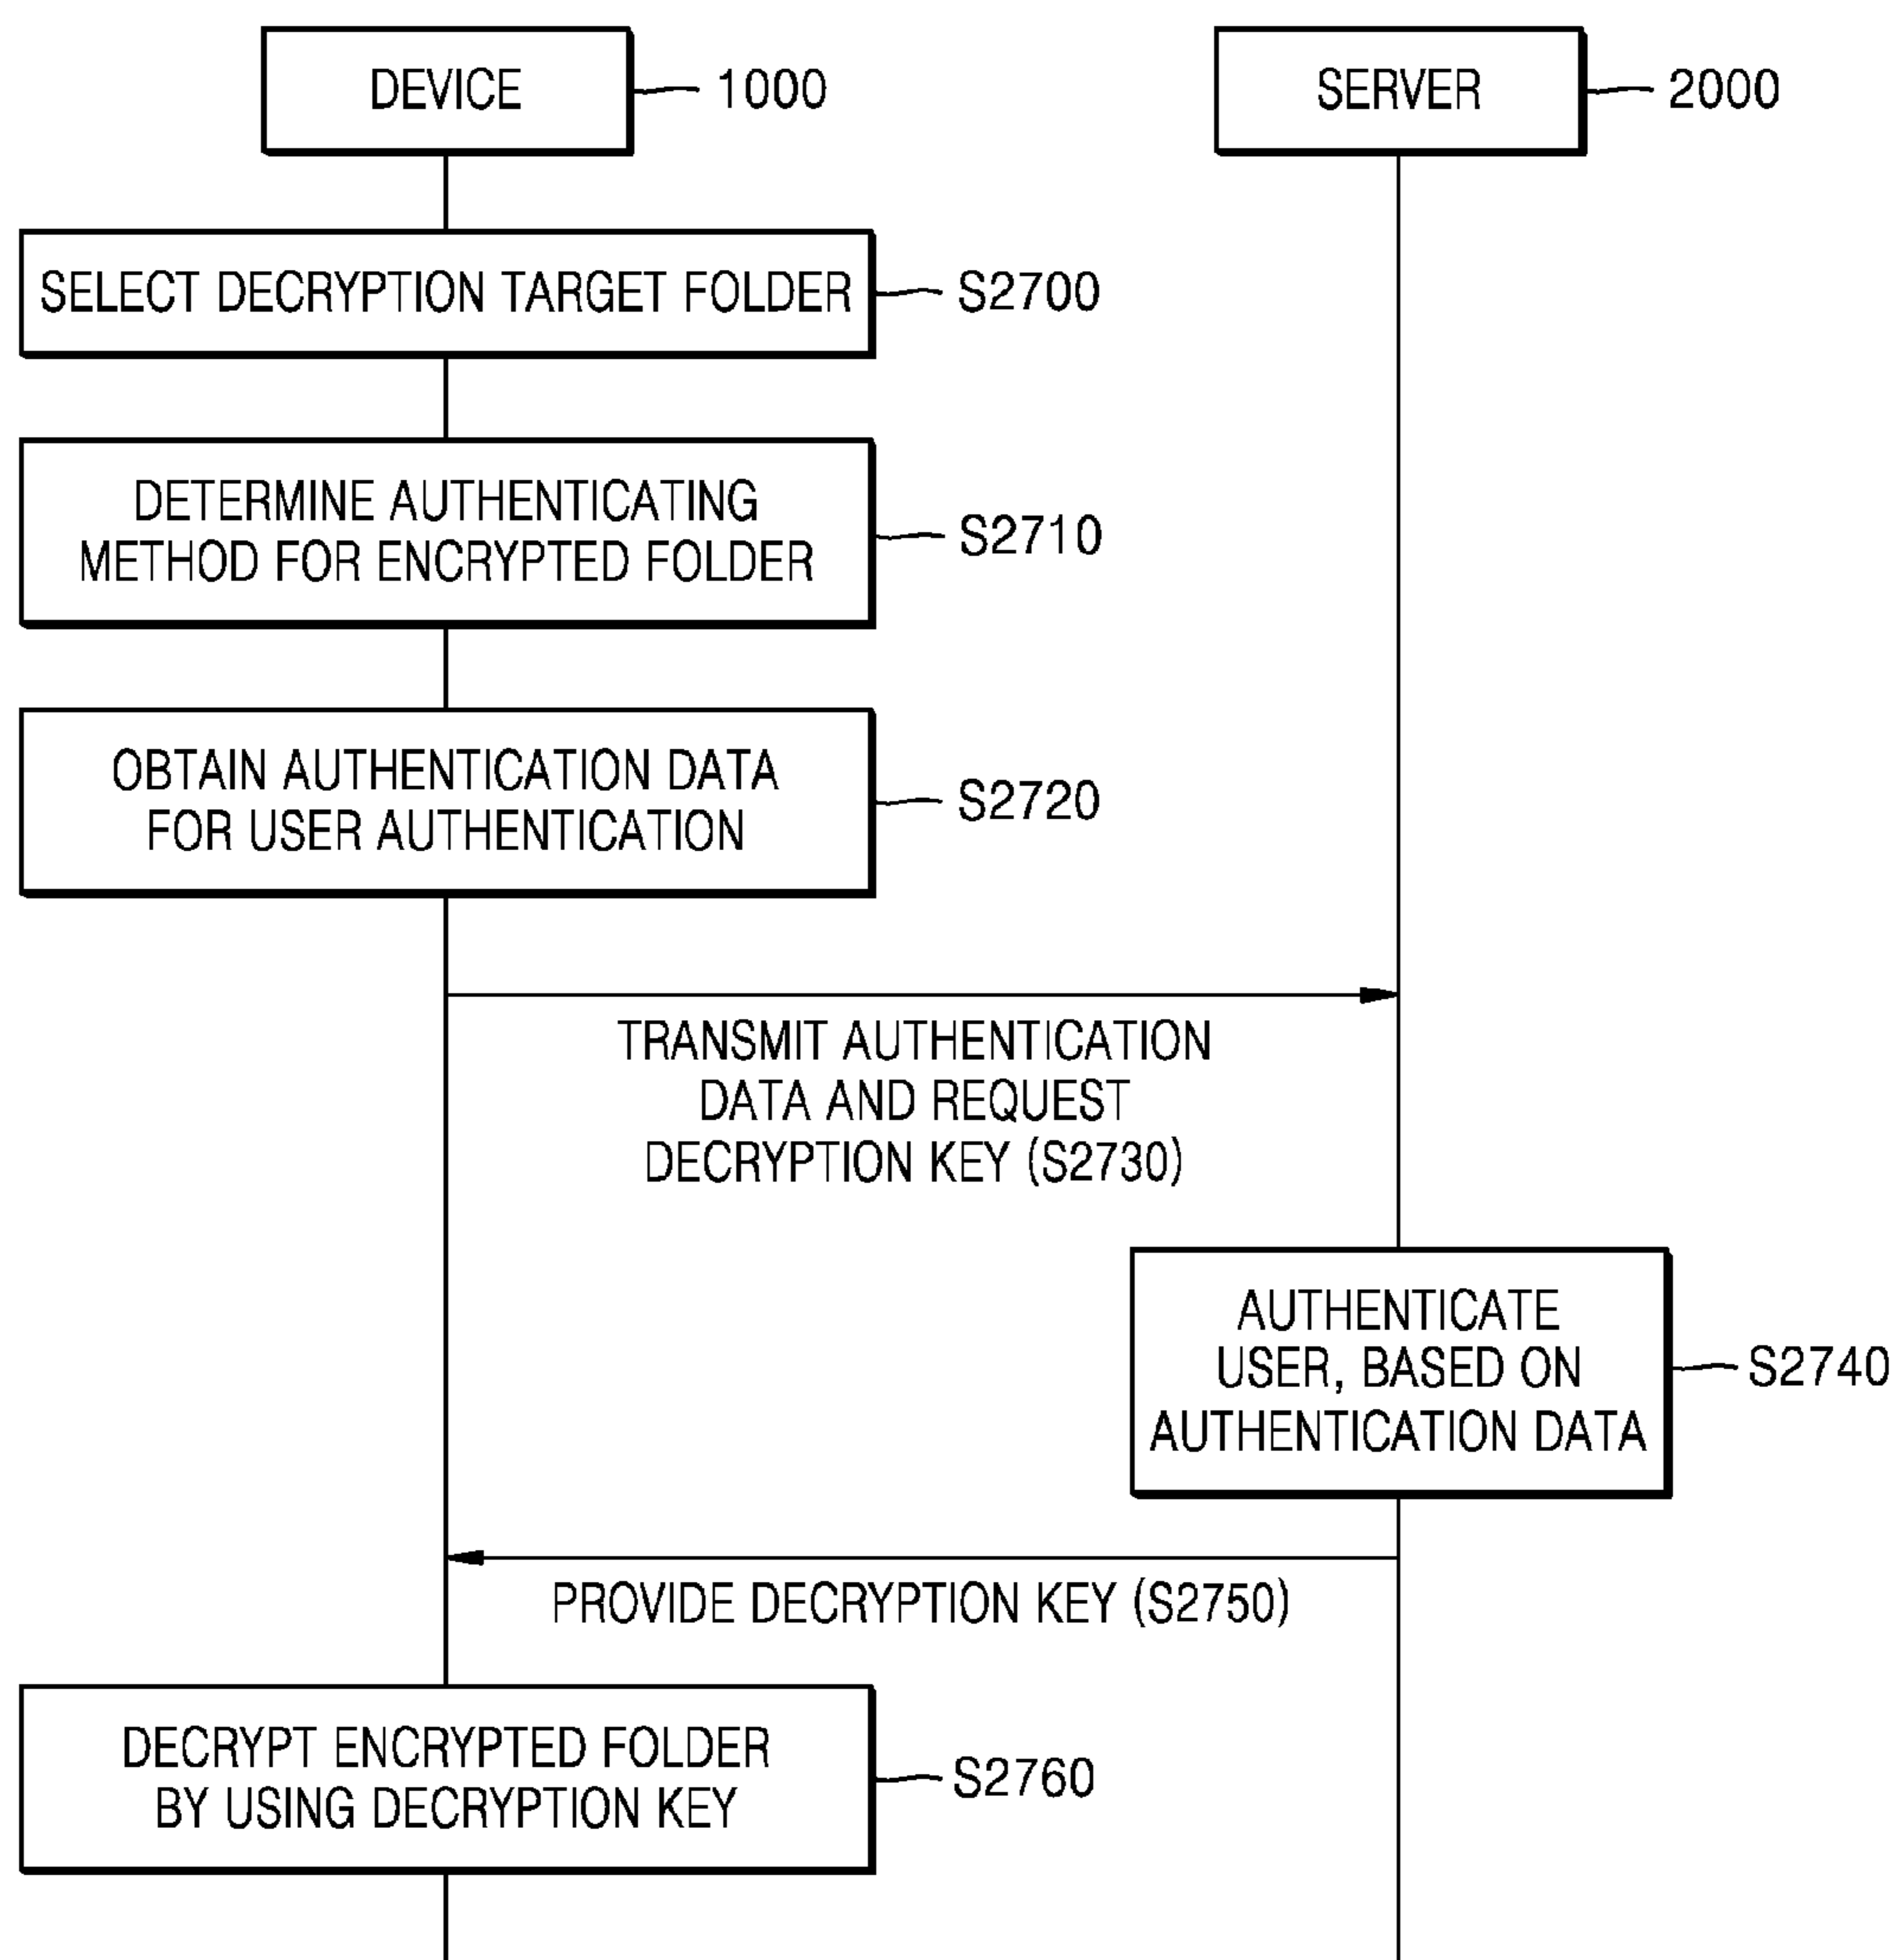 DEVICE
1000
SERVER
2000
SELECT DECRYPTION TARGET FOLDER
S2700
DETERMINE AUTHENTICATING
METHOD FOR ENCRYPTED FOLDER
S2710
OBTAIN AUTHENTICATION DATA
FOR USER AUTHENTICATION
S2720
TRANSMIT AUTHENTICATION
DATA AND REQUEST
DECRYPTION KEY (S2730)
AUTHENTICATE
USER, BASED ON
AUTHENTICATION DATA
S2740
PROVIDE DECRYPTION KEY (S2750)
DECRYPT ENCRYPTED FOLDER
BY USING DECRYPTION KEY
S2760